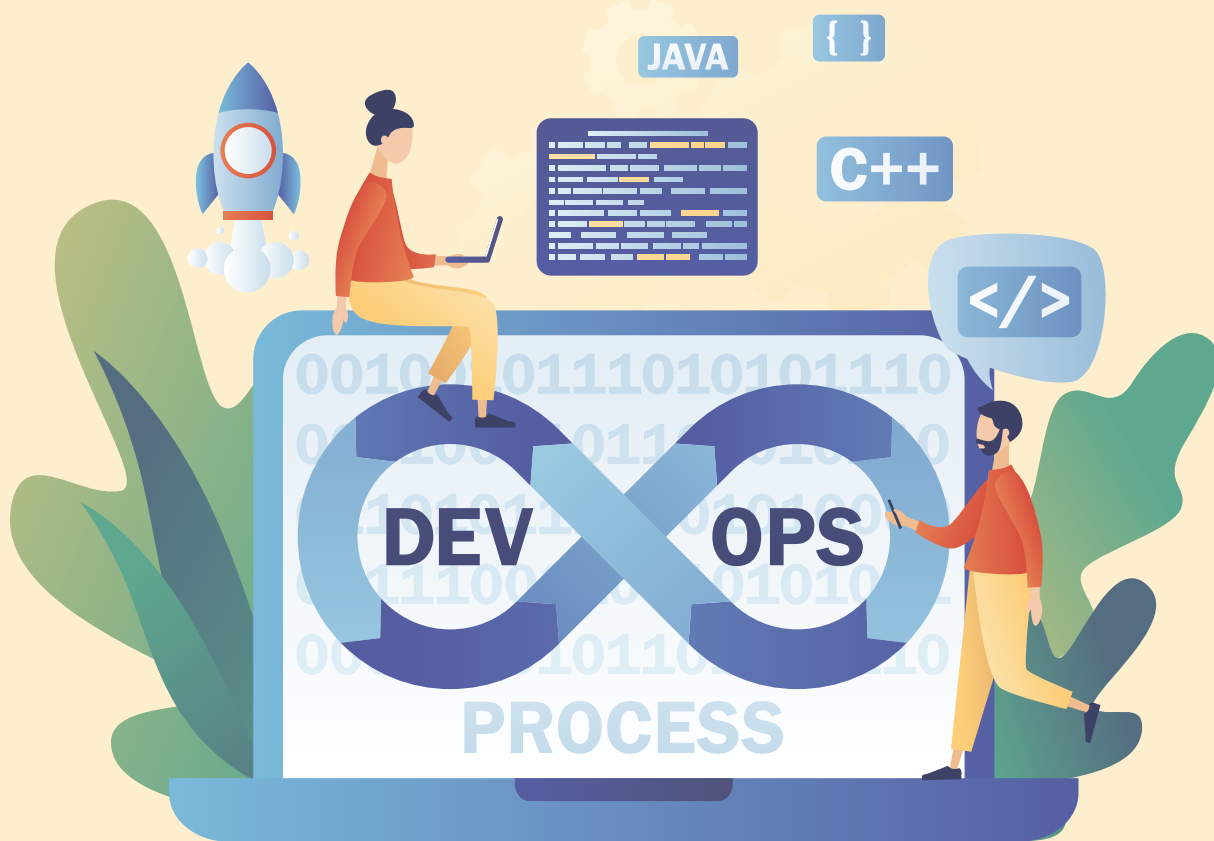 JAVA
{ }
C++
</>
DEV
OPS
PROCESS